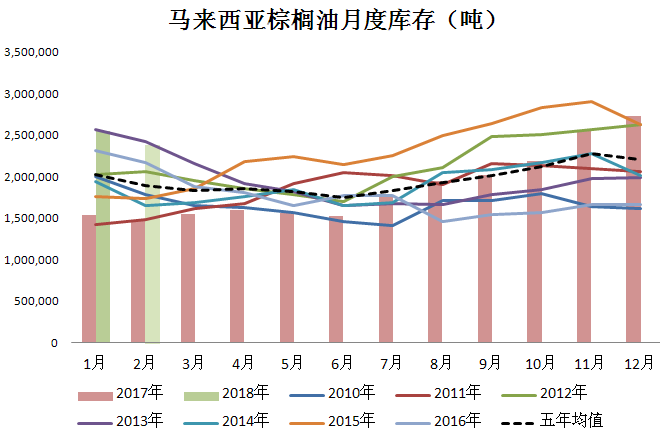 马来西亚棕榈油月度库存（吨）
3,500,000
3,000,000
2,500,000
2,000,000
1,500,000
1,000,000
500,000
0
1月 2月 3月 4月 5月 6月 7月 8月 9月 10月 11月 12月
2017年 2018年 2010年 2011年 2012年
2013年 2014年 2015年 2016年 五年均值